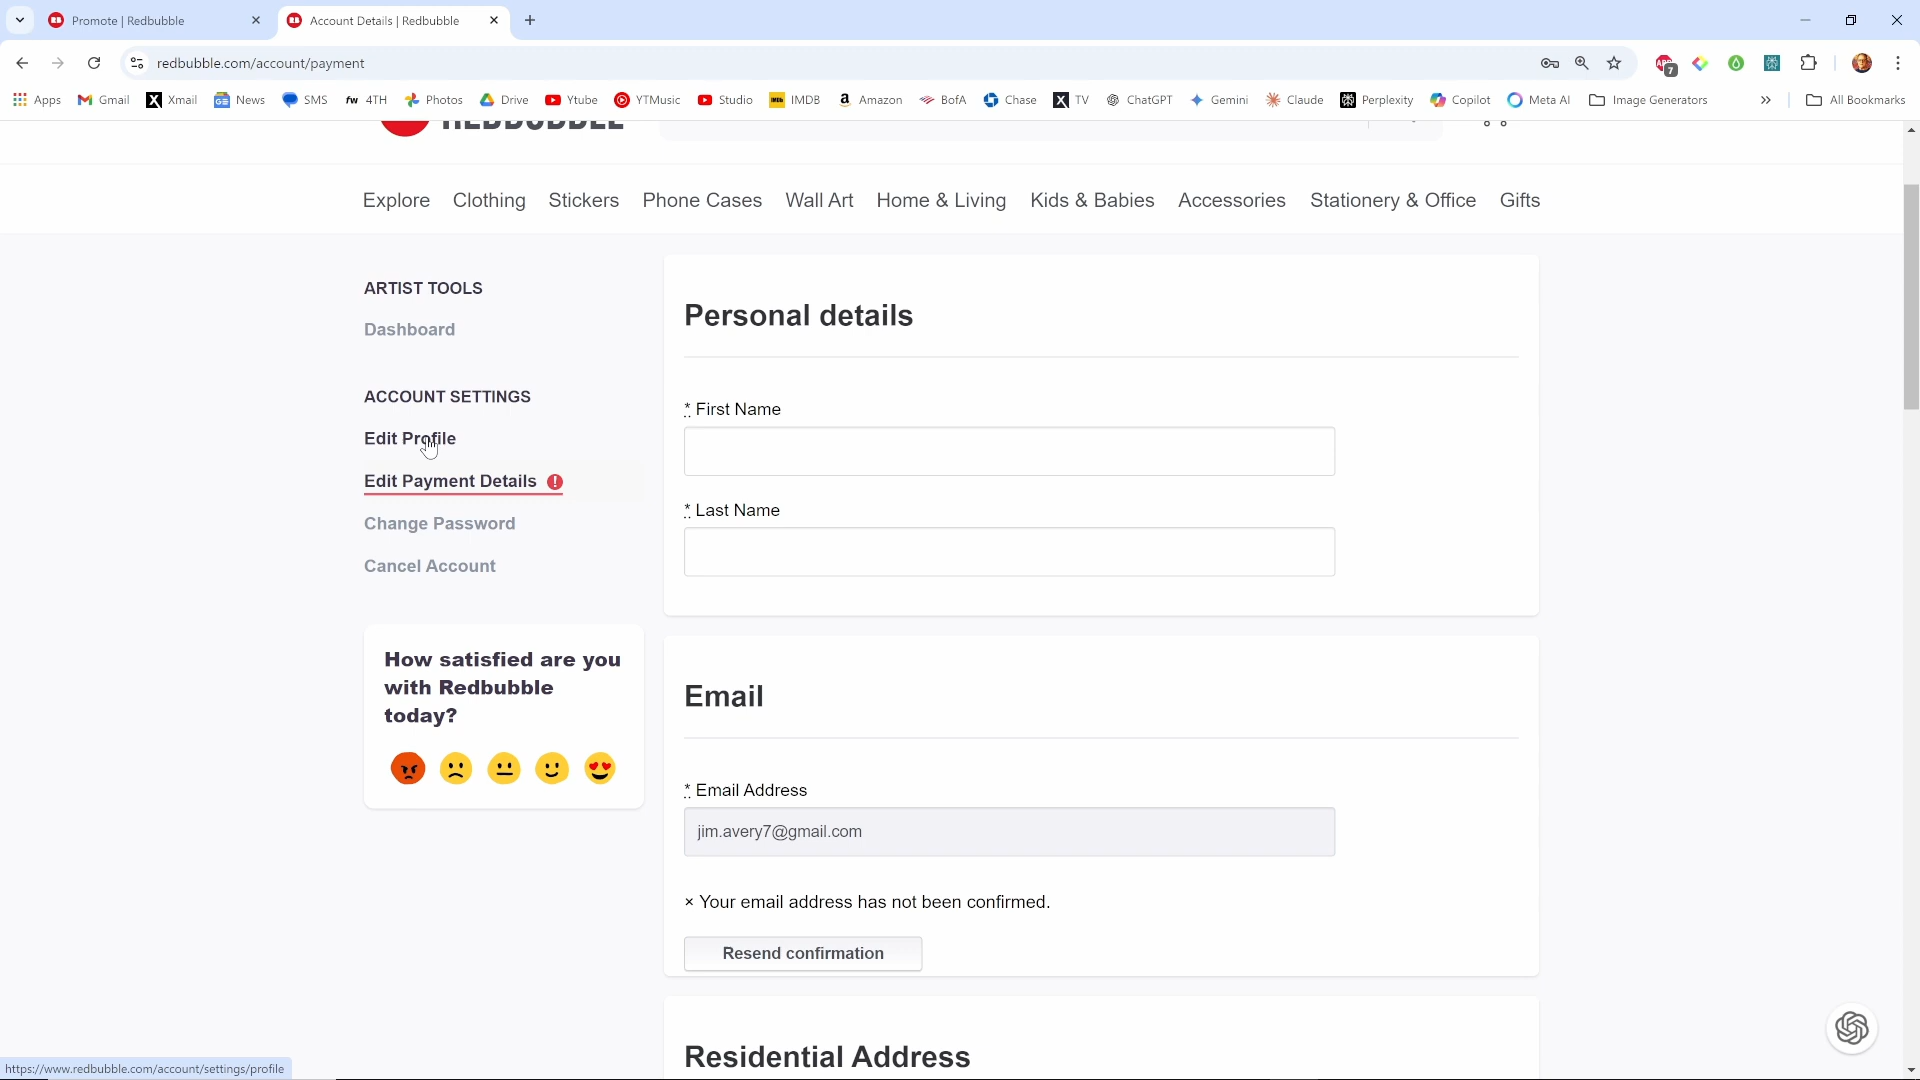 Promote | Redbubble
Account Details | Redbubble
redbubble.com/account/payment
7
Apps
Gmail
Xmail
News
SMS
fw 4TH
Photos
Drive
Ytube
YTMusic
Studio
IMDB
Amazon
BofA
Chase
TV
ChatGPT
Gemini
Claude
Perplexity
Copilot
Meta AI
Image Generators
All Bookmarks
REDBUBBLE
Explore
Clothing
Stickers
Phone Cases
Wall Art
Home & Living
Kids & Babies
Accessories
Stationery & Office
Gifts
ARTIST TOOLS
Dashboard
ACCOUNT SETTINGS
Edit Profile
Edit Payment Details !
Change Password
Cancel Account
How satisfied are you
with Redbubble
today?
Personal details
* First Name
* Last Name
Email
* Email Address
jim.avery7@gmail.com
× Your email address has not been confirmed.
Resend confirmation
Residential Address
https://www.redbubble.com/account/settings/profile